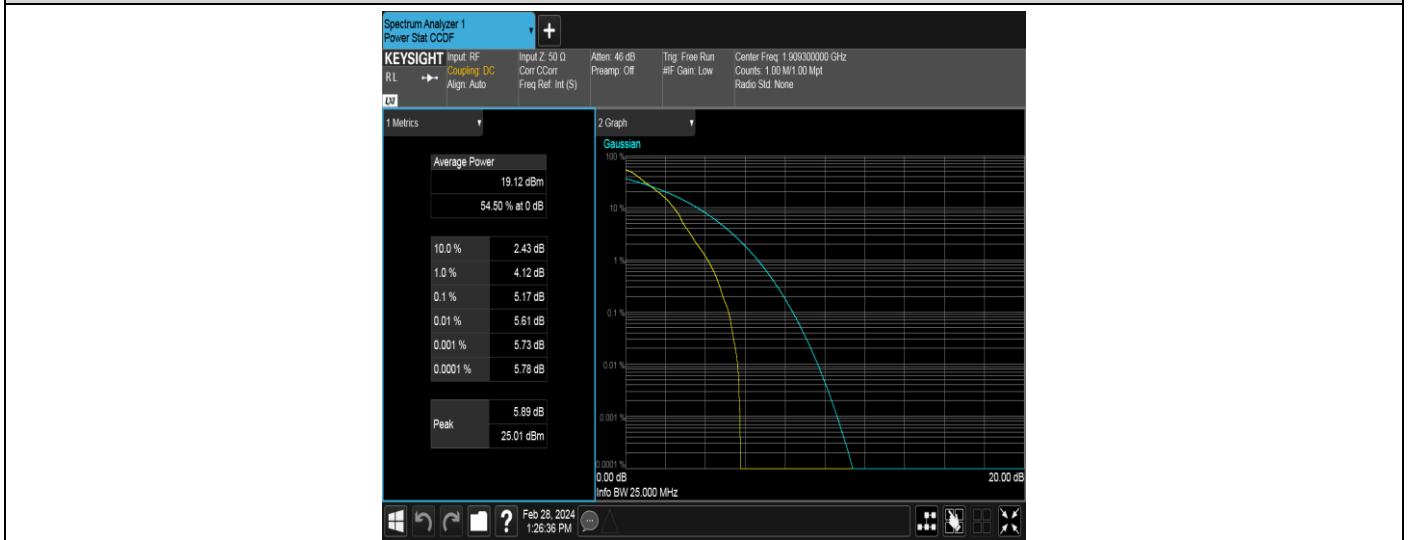 Spectrum Analyzer 1
Power Stat CCDF
+
KEYSIGHT
RL
LXI
Input: RF
Coupling: DC
Align: Auto
Input Z: 50 Ω
Corr CCorr
Freq Ref: Int (S)
Atten: 46 dB
Preamp: Off
Trig: Free Run
#IF Gain: Low
Center Freq: 1.909300000 GHz
Counts: 1.00 M/1.00 Mpt
Radio Std: None
1 Metrics
Average Power
19.12 dBm
54.50 % at 0 dB
10.0 % 2.43 dB
1.0 % 4.12 dB
0.1 % 5.17 dB
0.01 % 5.61 dB
0.001 % 5.73 dB
0.0001 % 5.78 dB
Peak
5.89 dB
25.01 dBm
2 Graph
Gaussian
100 %
10 %
1 %
0.1 %
0.01 %
0.001 %
0.0001 %
0.00 dB 20.00 dB
Info BW 25.000 MHz
?
Feb 28, 2024
1:26:36 PM